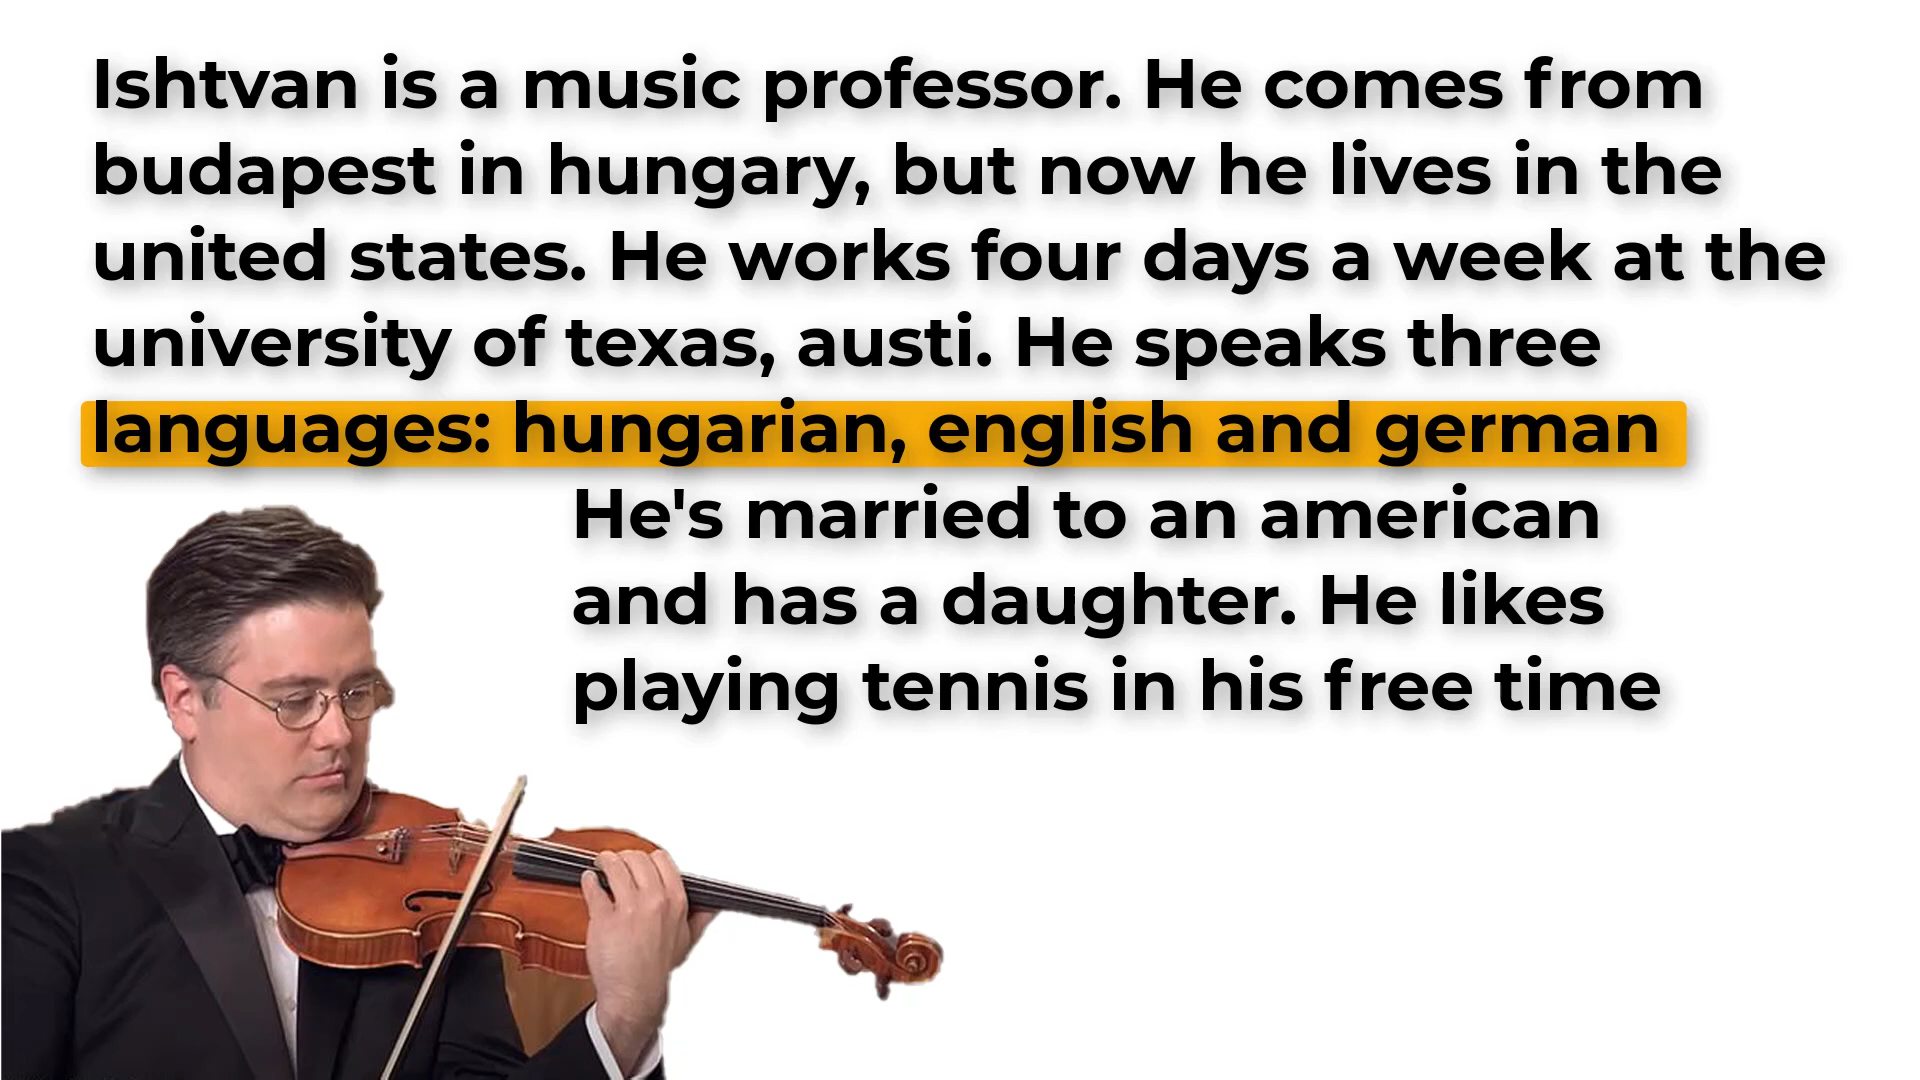 Ishtvan is a music professor. He comes from
budapest in hungary, but now he lives in the
united states. He works four days a week at the
university of texas, austi. He speaks three
languages: hungarian, english and german
He's married to an american
and has a daughter. He likes
playing tennis in his free time